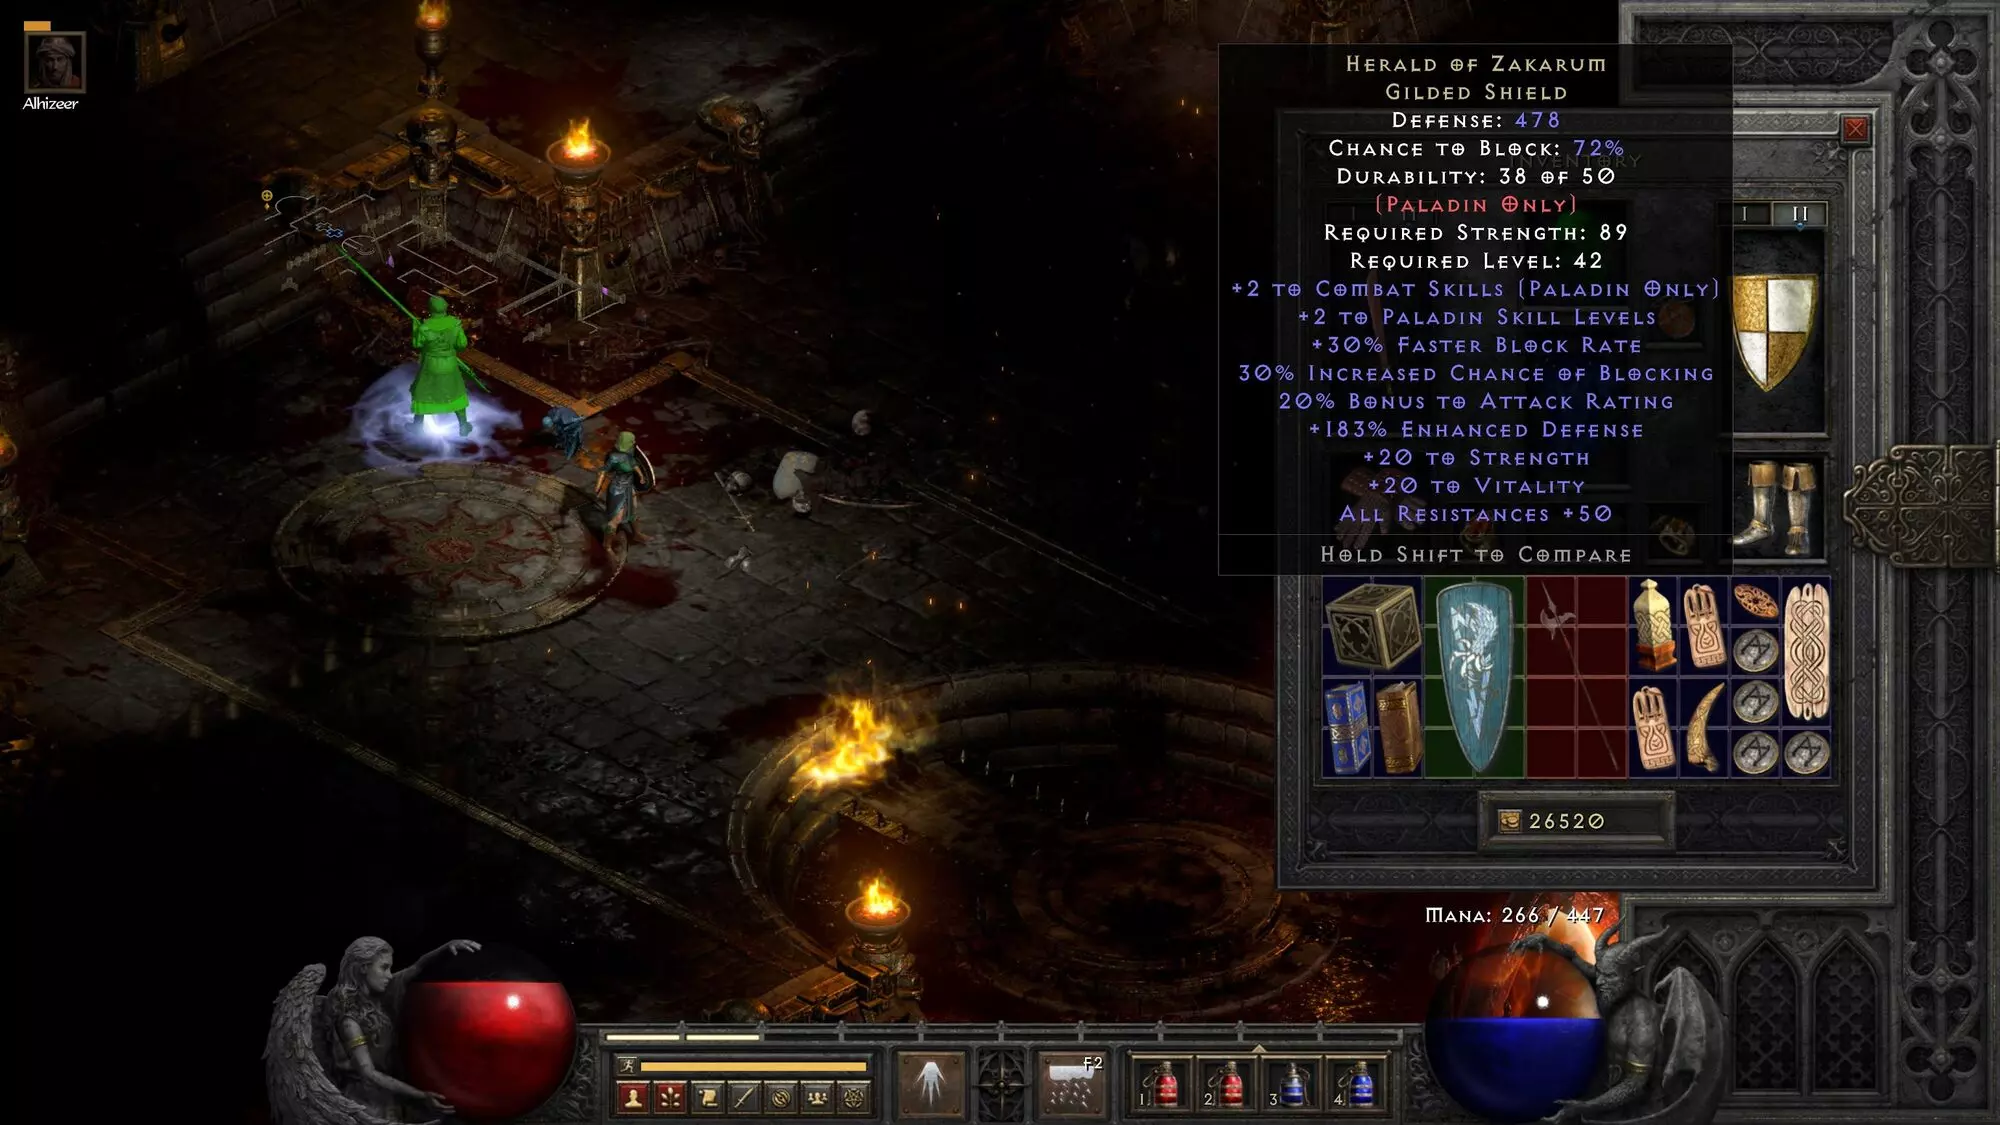 Alhizeer
Herald of Zakarum
Gilded Shield
Defense: 478
Chance to Block: 72%
Durability: 38 of 50
(Paladin Only)
Required Strength: 89
Required Level: 42
+2 to Combat Skills (Paladin Only)
+2 to Paladin Skill Levels
+30% Faster Block Rate
30% Increased Chance of Blocking
20% Bonus to Attack Rating
+183% Enhanced Defense
+20 to Strength
+20 to Vitality
All Resistances +50
Hold Shift to Compare
Inventory
I II
26520
Mana: 266 / 447
F2
1 2 3 4